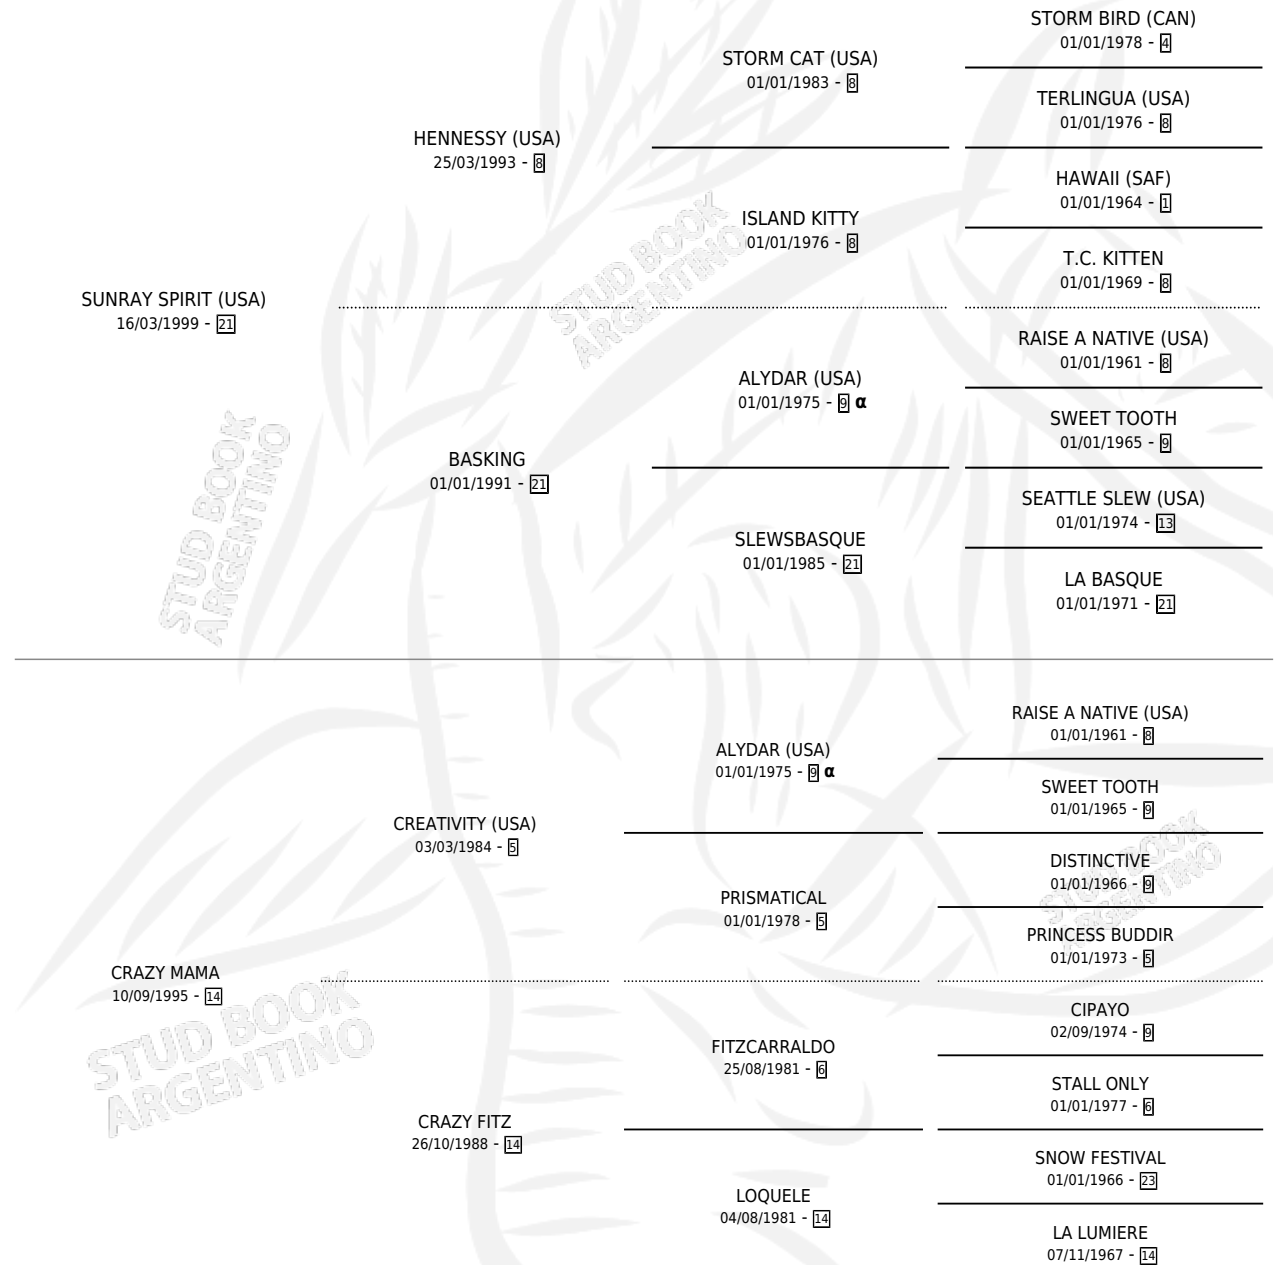 STORM BIRD (CAN)
01/01/1978 - 4
STORM CAT (USA)
01/01/1983 - 8
TERLINGUA (USA)
01/01/1976 - 8
HENNESSY (USA)
25/03/1993 - 8
HAWAII (SAF)
01/01/1964 - 1
ISLAND KITTY
01/01/1976 - 8
T.C. KITTEN
01/01/1969 - 8
SUNRAY SPIRIT (USA)
16/03/1999 - 21
RAISE A NATIVE (USA)
01/01/1961 - 8
ALYDAR (USA)
01/01/1975 - 9 α
SWEET TOOTH
01/01/1965 - 9
BASKING
01/01/1991 - 21
SEATTLE SLEW (USA)
01/01/1974 - 13
SLEWSBASQUE
01/01/1985 - 21
LA BASQUE
01/01/1971 - 21
RAISE A NATIVE (USA)
01/01/1961 - 8
ALYDAR (USA)
01/01/1975 - 9 α
SWEET TOOTH
01/01/1965 - 9
CREATIVITY (USA)
03/03/1984 - 5
DISTINCTIVE
01/01/1966 - 9
PRISMATICAL
01/01/1978 - 5
PRINCESS BUDDIR
01/01/1973 - 5
CRAZY MAMA
10/09/1995 - 14
CIPAYO
02/09/1974 - 9
FITZCARRALDO
25/08/1981 - 6
STALL ONLY
01/01/1977 - 6
CRAZY FITZ
26/10/1988 - 14
SNOW FESTIVAL
01/01/1966 - 23
LOQUELE
04/08/1981 - 14
LA LUMIERE
07/11/1967 - 14
STUD BOOK
ARGENTINO
STUD BOOK
ARGENTINO
STUD BOOK
ARGENTINO
STUD BOOK
ARGENTINO